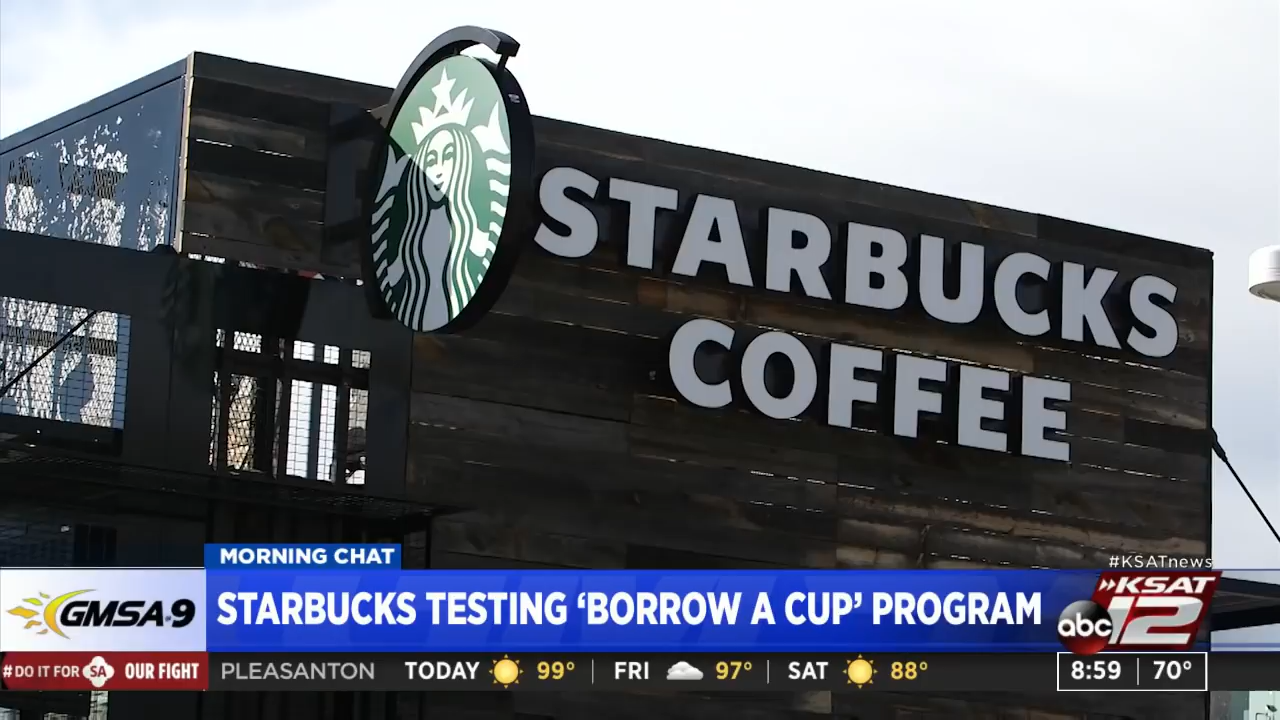 STARBUCKS
COFFEE
#KSATnews
MORNING CHAT
GMSA@9
STARBUCKS TESTING ‘BORROW A CUP’ PROGRAM
abc
KSAT
12
#DO IT FOR SA OUR FIGHT
PLEASANTON TODAY 99° FRI 97° SAT 88°
8:59 70°